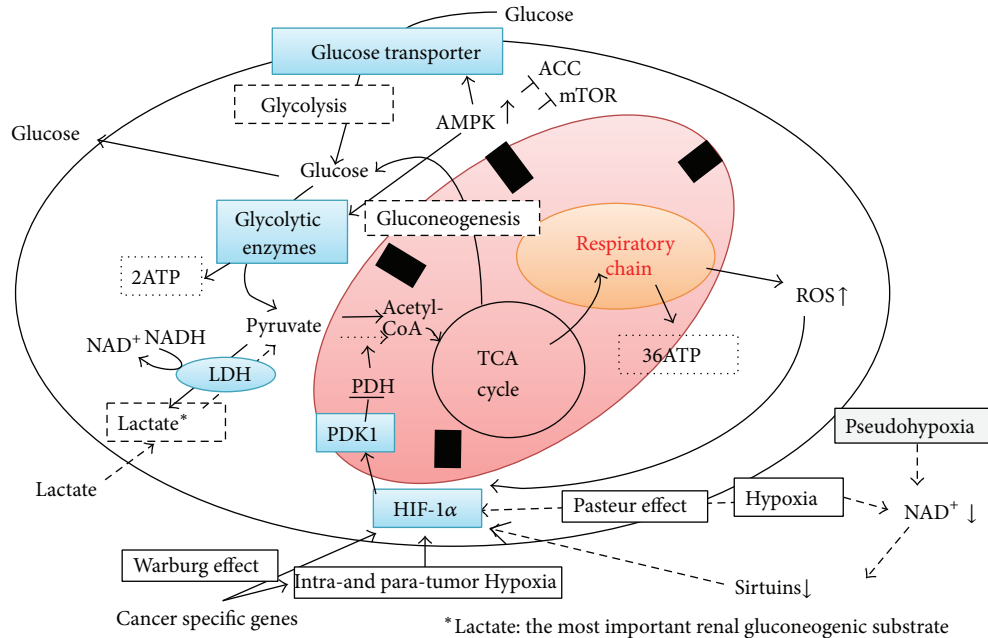 Glucose
Glucose
Glucose transporter
ACC
mTOR
Glycolysis
AMPK ↑
Glucose
Glucose
Gluconeogenesis
Glycolytic
enzymes
Respiratory
chain
2ATP
ROS↑
Acetyl-
CoA
Pyruvate
NAD⁺ NADH
36ATP
TCA
cycle
LDH
PDH
Lactate*
PDK1
Pseudohypoxia
Lactate
HIF-1α
Pasteur effect
Hypoxia
NAD⁺ ↓
Warburg effect
Intra-and para-tumor Hypoxia
Sirtuins↓
Cancer specific genes
*Lactate: the most important renal gluconeogenic substrate